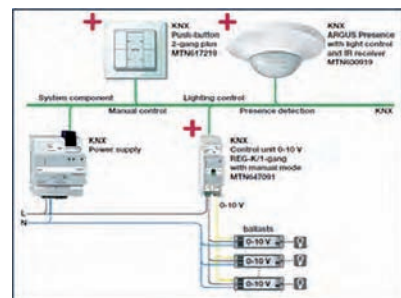 KNX
Push-button
2-gang plus
MTN617219
KNX
ARGUS Presence
with light control
and IR receiver
MTN630919
System component
Manual control
Lighting control
Presence detection
KNX
KNX
Power supply
KNX
Control unit 0-10 V
REG-K/1-gang
with manual mode
MTN647091
L
N
0-10 V
ballasts
0-10 V
0-10 V
0-10 V